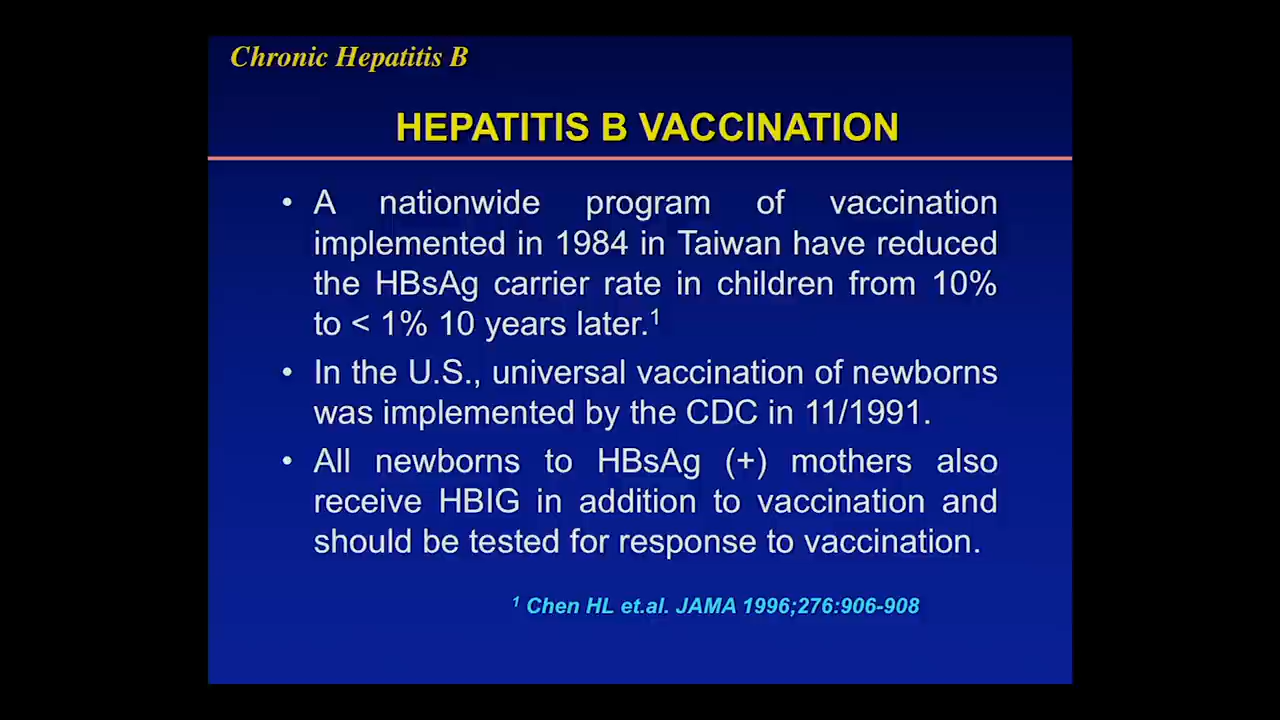 Chronic Hepatitis B
HEPATITIS B VACCINATION
• A nationwide program of vaccination
implemented in 1984 in Taiwan have reduced
the HBsAg carrier rate in children from 10%
to < 1% 10 years later.¹
• In the U.S., universal vaccination of newborns
was implemented by the CDC in 11/1991.
• All newborns to HBsAg (+) mothers also
receive HBIG in addition to vaccination and
should be tested for response to vaccination.
¹ Chen HL et.al. JAMA 1996;276:906-908